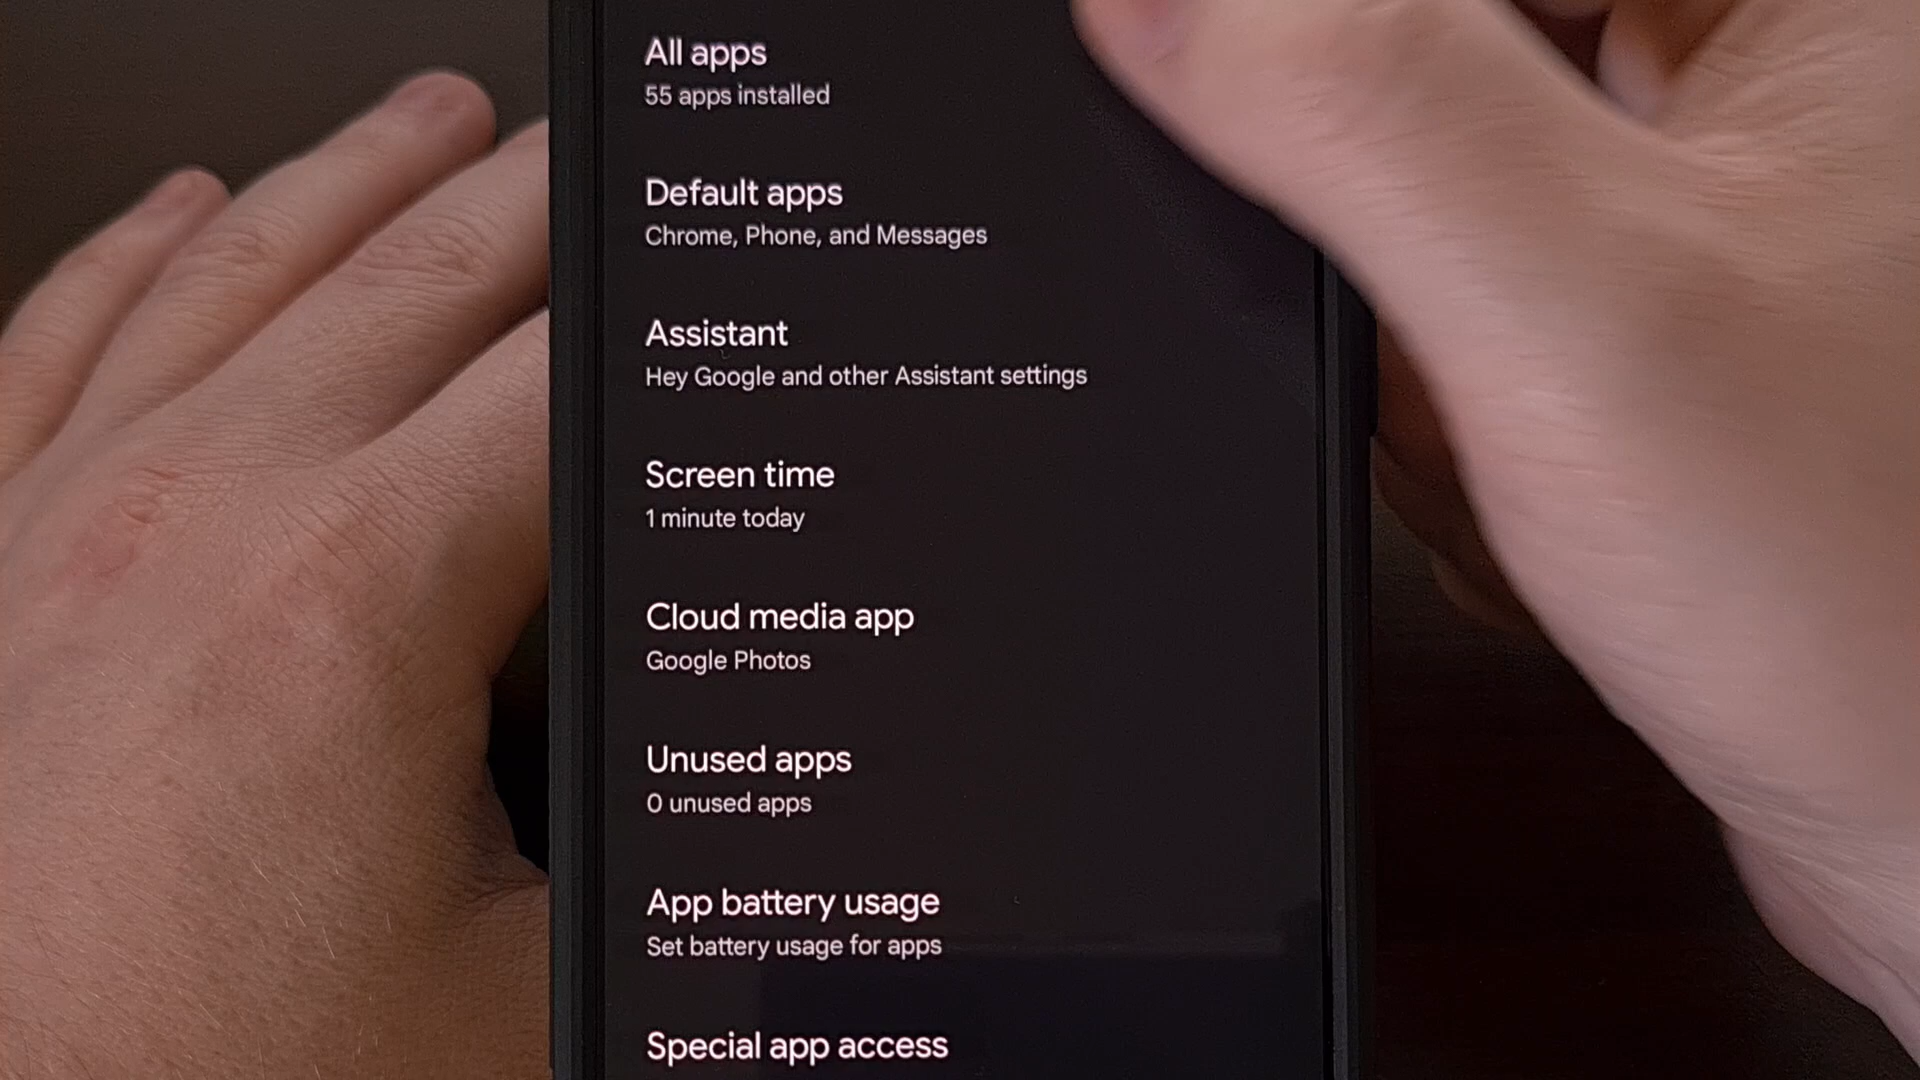 All apps
55 apps installed
Default apps
Chrome, Phone, and Messages
Assistant
Hey Google and other Assistant settings
Screen time
1 minute today
Cloud media app
Google Photos
Unused apps
0 unused apps
App battery usage
Set battery usage for apps
Special app access